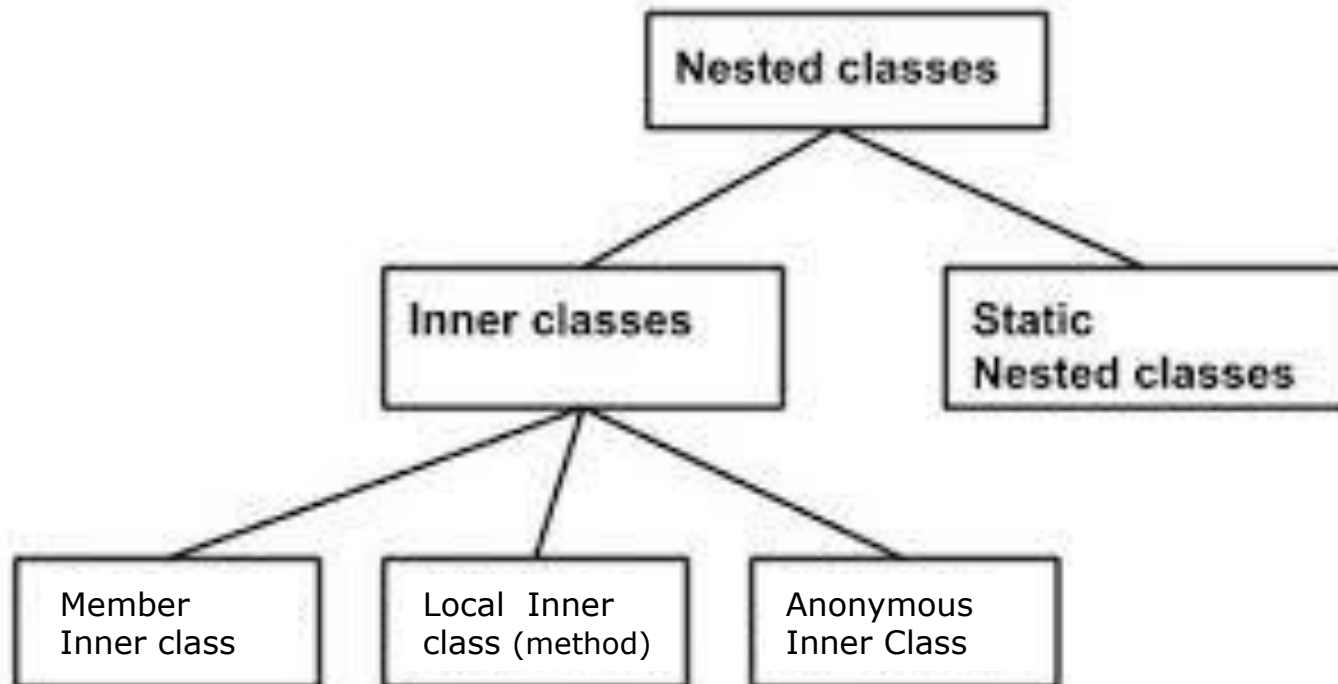 Nested classes
Inner classes
Static
Nested classes
Member
Inner class
Local Inner
class (method)
Anonymous
Inner Class